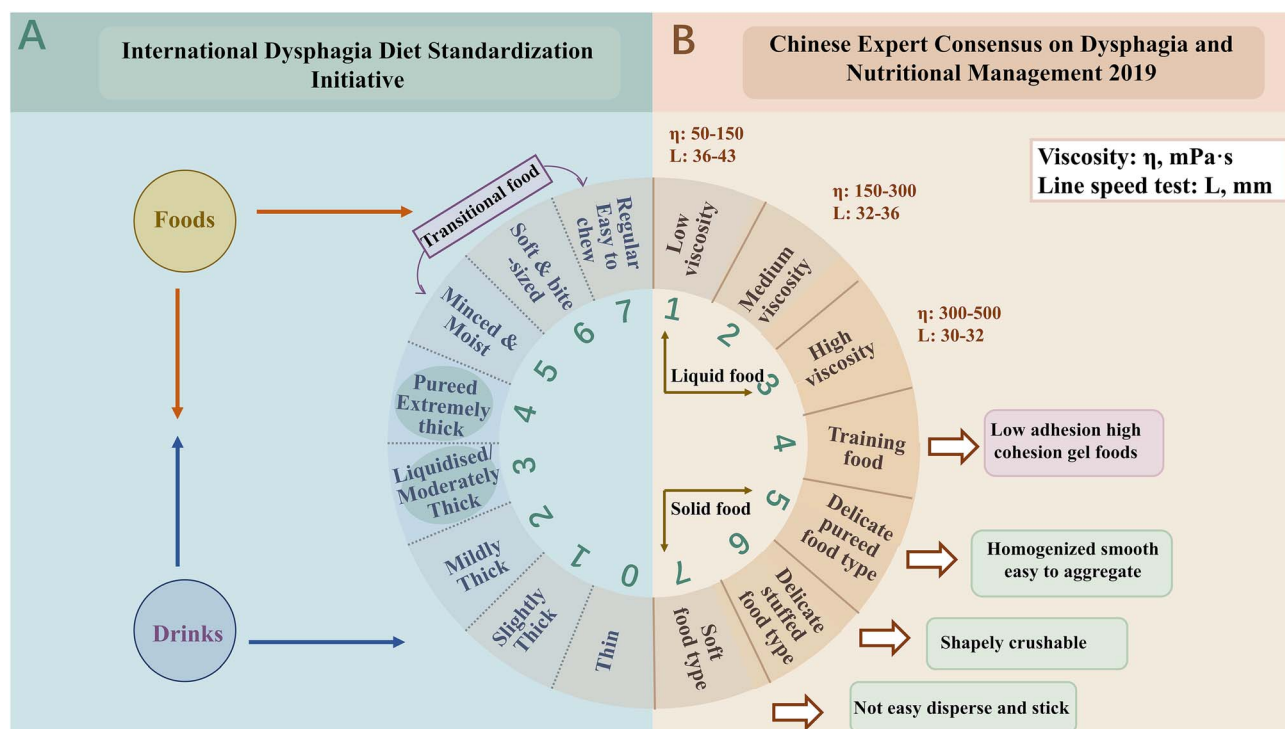 A
International Dysphagia Diet Standardization
Initiative
Foods
Drinks
Transitional food
Regular
Easy to
chew
7
Soft & bite
-sized
6
Minced &
Moist
5
Pureed
Extremely
thick
4
Liquidised/
Moderately
Thick
3
Mildly
Thick
2
Slightly
Thick
1
Thin
0
B
Chinese Expert Consensus on Dysphagia and
Nutritional Management 2019
Viscosity: η, mPa·s
Line speed test: L, mm
η: 50-150
L: 36-43
η: 150-300
L: 32-36
η: 300-500
L: 30-32
Low
viscosity
1
Medium
viscosity
2
High
viscosity
3
Liquid food
Training
food
4
Low adhesion high
cohesion gel foods
Solid food
Delicate
pureed
food type
5
Homogenized smooth
easy to aggregate
Delicate
stuffed
food type
6
Shapely crushable
Soft
food type
7
Not easy disperse and stick